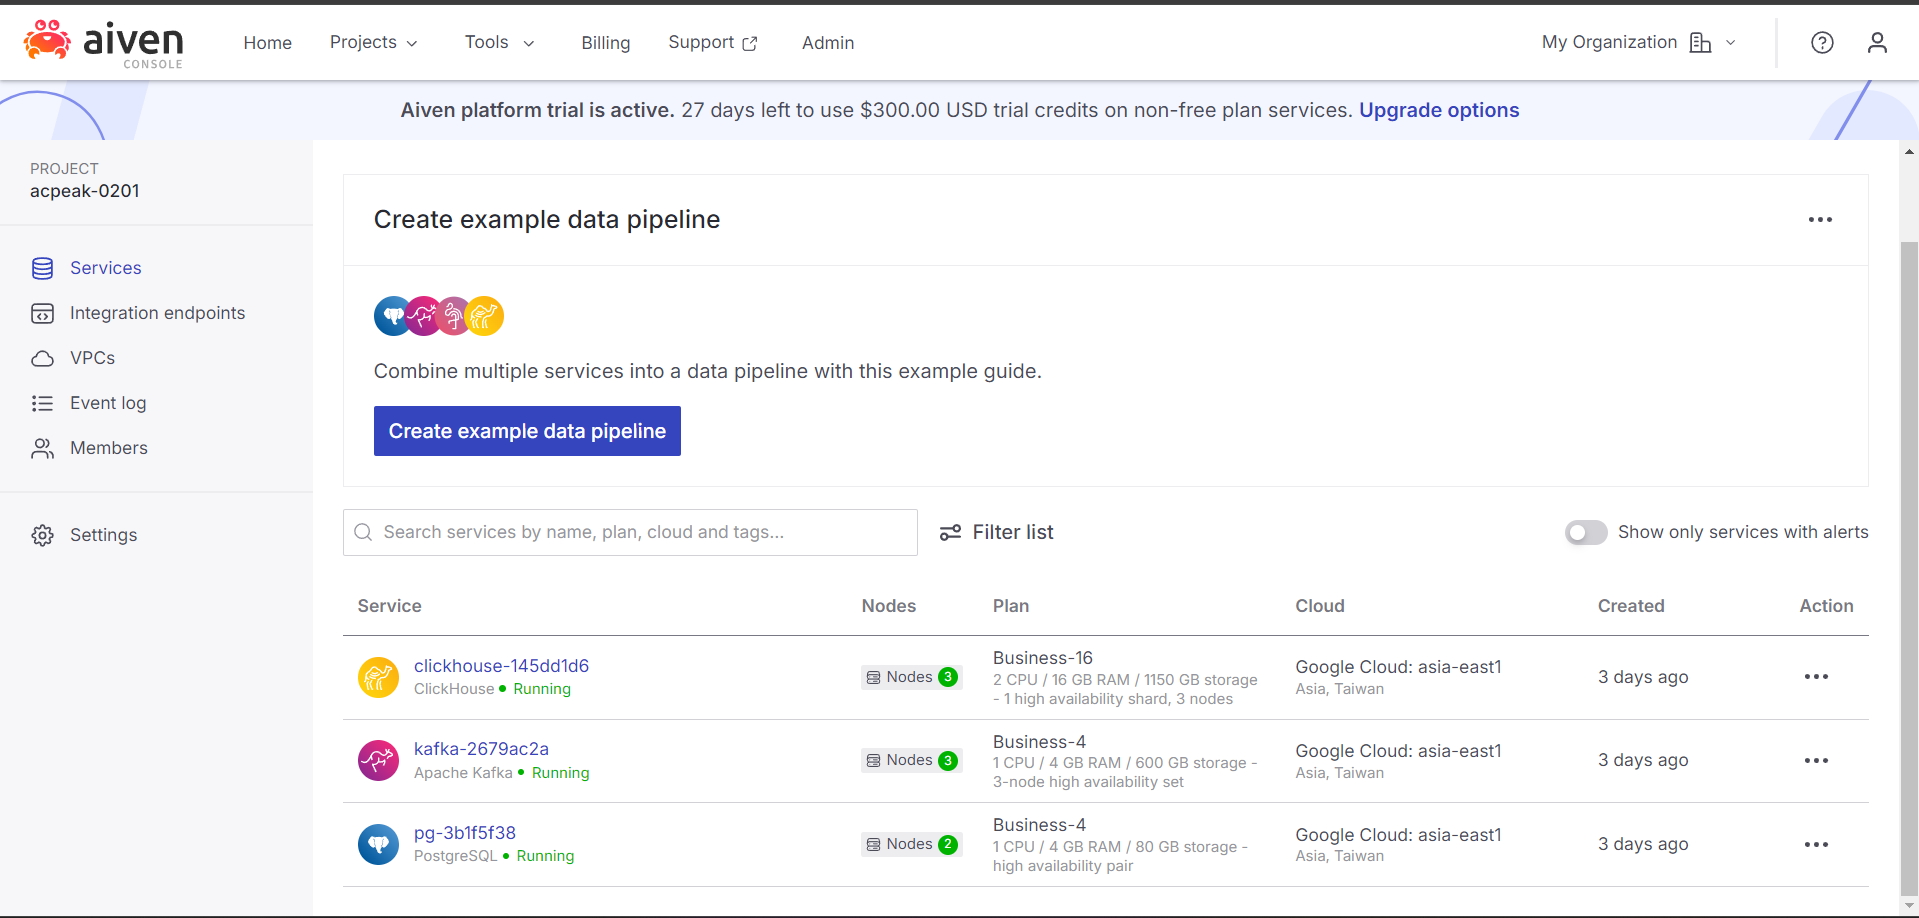 aiven
CONSOLE
Home
Projects
Tools
Billing
Support
Admin
My Organization
Aiven platform trial is active. 27 days left to use $300.00 USD trial credits on non-free plan services. Upgrade options
PROJECT
acpeak-0201
Services
Integration endpoints
VPCs
Event log
Members
Settings
Create example data pipeline
Combine multiple services into a data pipeline with this example guide.
Create example data pipeline
Search services by name, plan, cloud and tags...
Filter list
Show only services with alerts
Service Nodes Plan Cloud Created Action
clickhouse-145dd1d6
ClickHouse Running
Nodes 3
Business-16
2 CPU / 16 GB RAM / 1150 GB storage
- 1 high availability shard, 3 nodes
Google Cloud: asia-east1
Asia, Taiwan
3 days ago
kafka-2679ac2a
Apache Kafka Running
Nodes 3
Business-4
1 CPU / 4 GB RAM / 600 GB storage -
3-node high availability set
Google Cloud: asia-east1
Asia, Taiwan
3 days ago
pg-3b1f5f38
PostgreSQL Running
Nodes 2
Business-4
1 CPU / 4 GB RAM / 80 GB storage -
high availability pair
Google Cloud: asia-east1
Asia, Taiwan
3 days ago